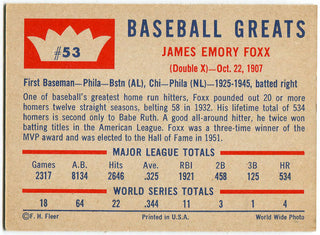 #53
BASEBALL GREATS
JAMES EMORY FOXX
(Double X)—Oct. 22, 1907
First Baseman—Phila—Bstn (AL), Chi—Phila (NL)—1925-1945, batted right
One of baseball's greatest home run hitters, Foxx pounded out 20 or more
homers twelve straight seasons, belting 58 in 1932. His lifetime total of 534
homers is second only to Babe Ruth. A good all-around hitter, he twice won
batting titles in the American League. Foxx was a three-time winner of the
MVP award and was elected to the Hall of Fame in 1951.
MAJOR LEAGUE TOTALS
Games A.B. Hits Pct. R.B.I. 2B 3B HR
2317 8134 2646 .325 1921 458 125 534
WORLD SERIES TOTALS
18 64 22 .344 11 3 1 4
©F. H. Fleer Printed in U.S.A. World Wide Photo